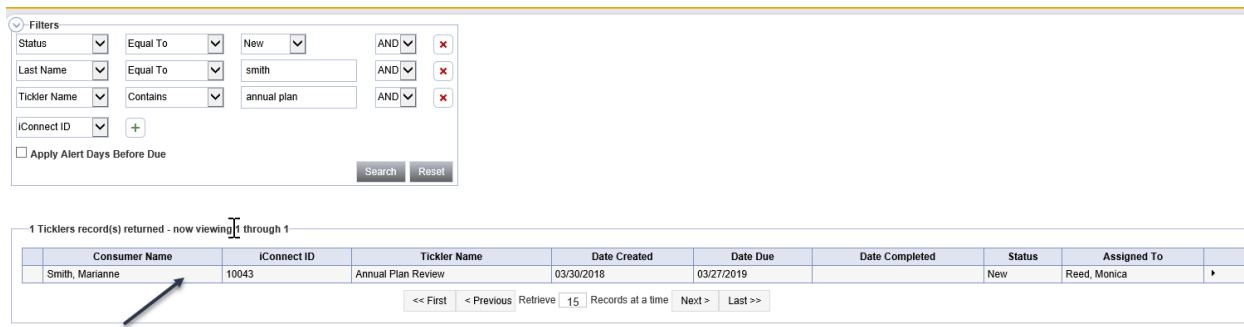 Filters
Status Equal To New AND
Last Name Equal To smith AND
Tickler Name Contains annual plan AND
iConnect ID
Apply Alert Days Before Due
Search Reset
1 Ticklers record(s) returned - now viewing 1 through 1
Consumer Name iConnect ID Tickler Name Date Created Date Due Date Completed Status Assigned To
Smith, Marianne 10043 Annual Plan Review 03/30/2018 03/27/2019 New Reed, Monica
<< First < Previous Retrieve 15 Records at a time Next > Last >>